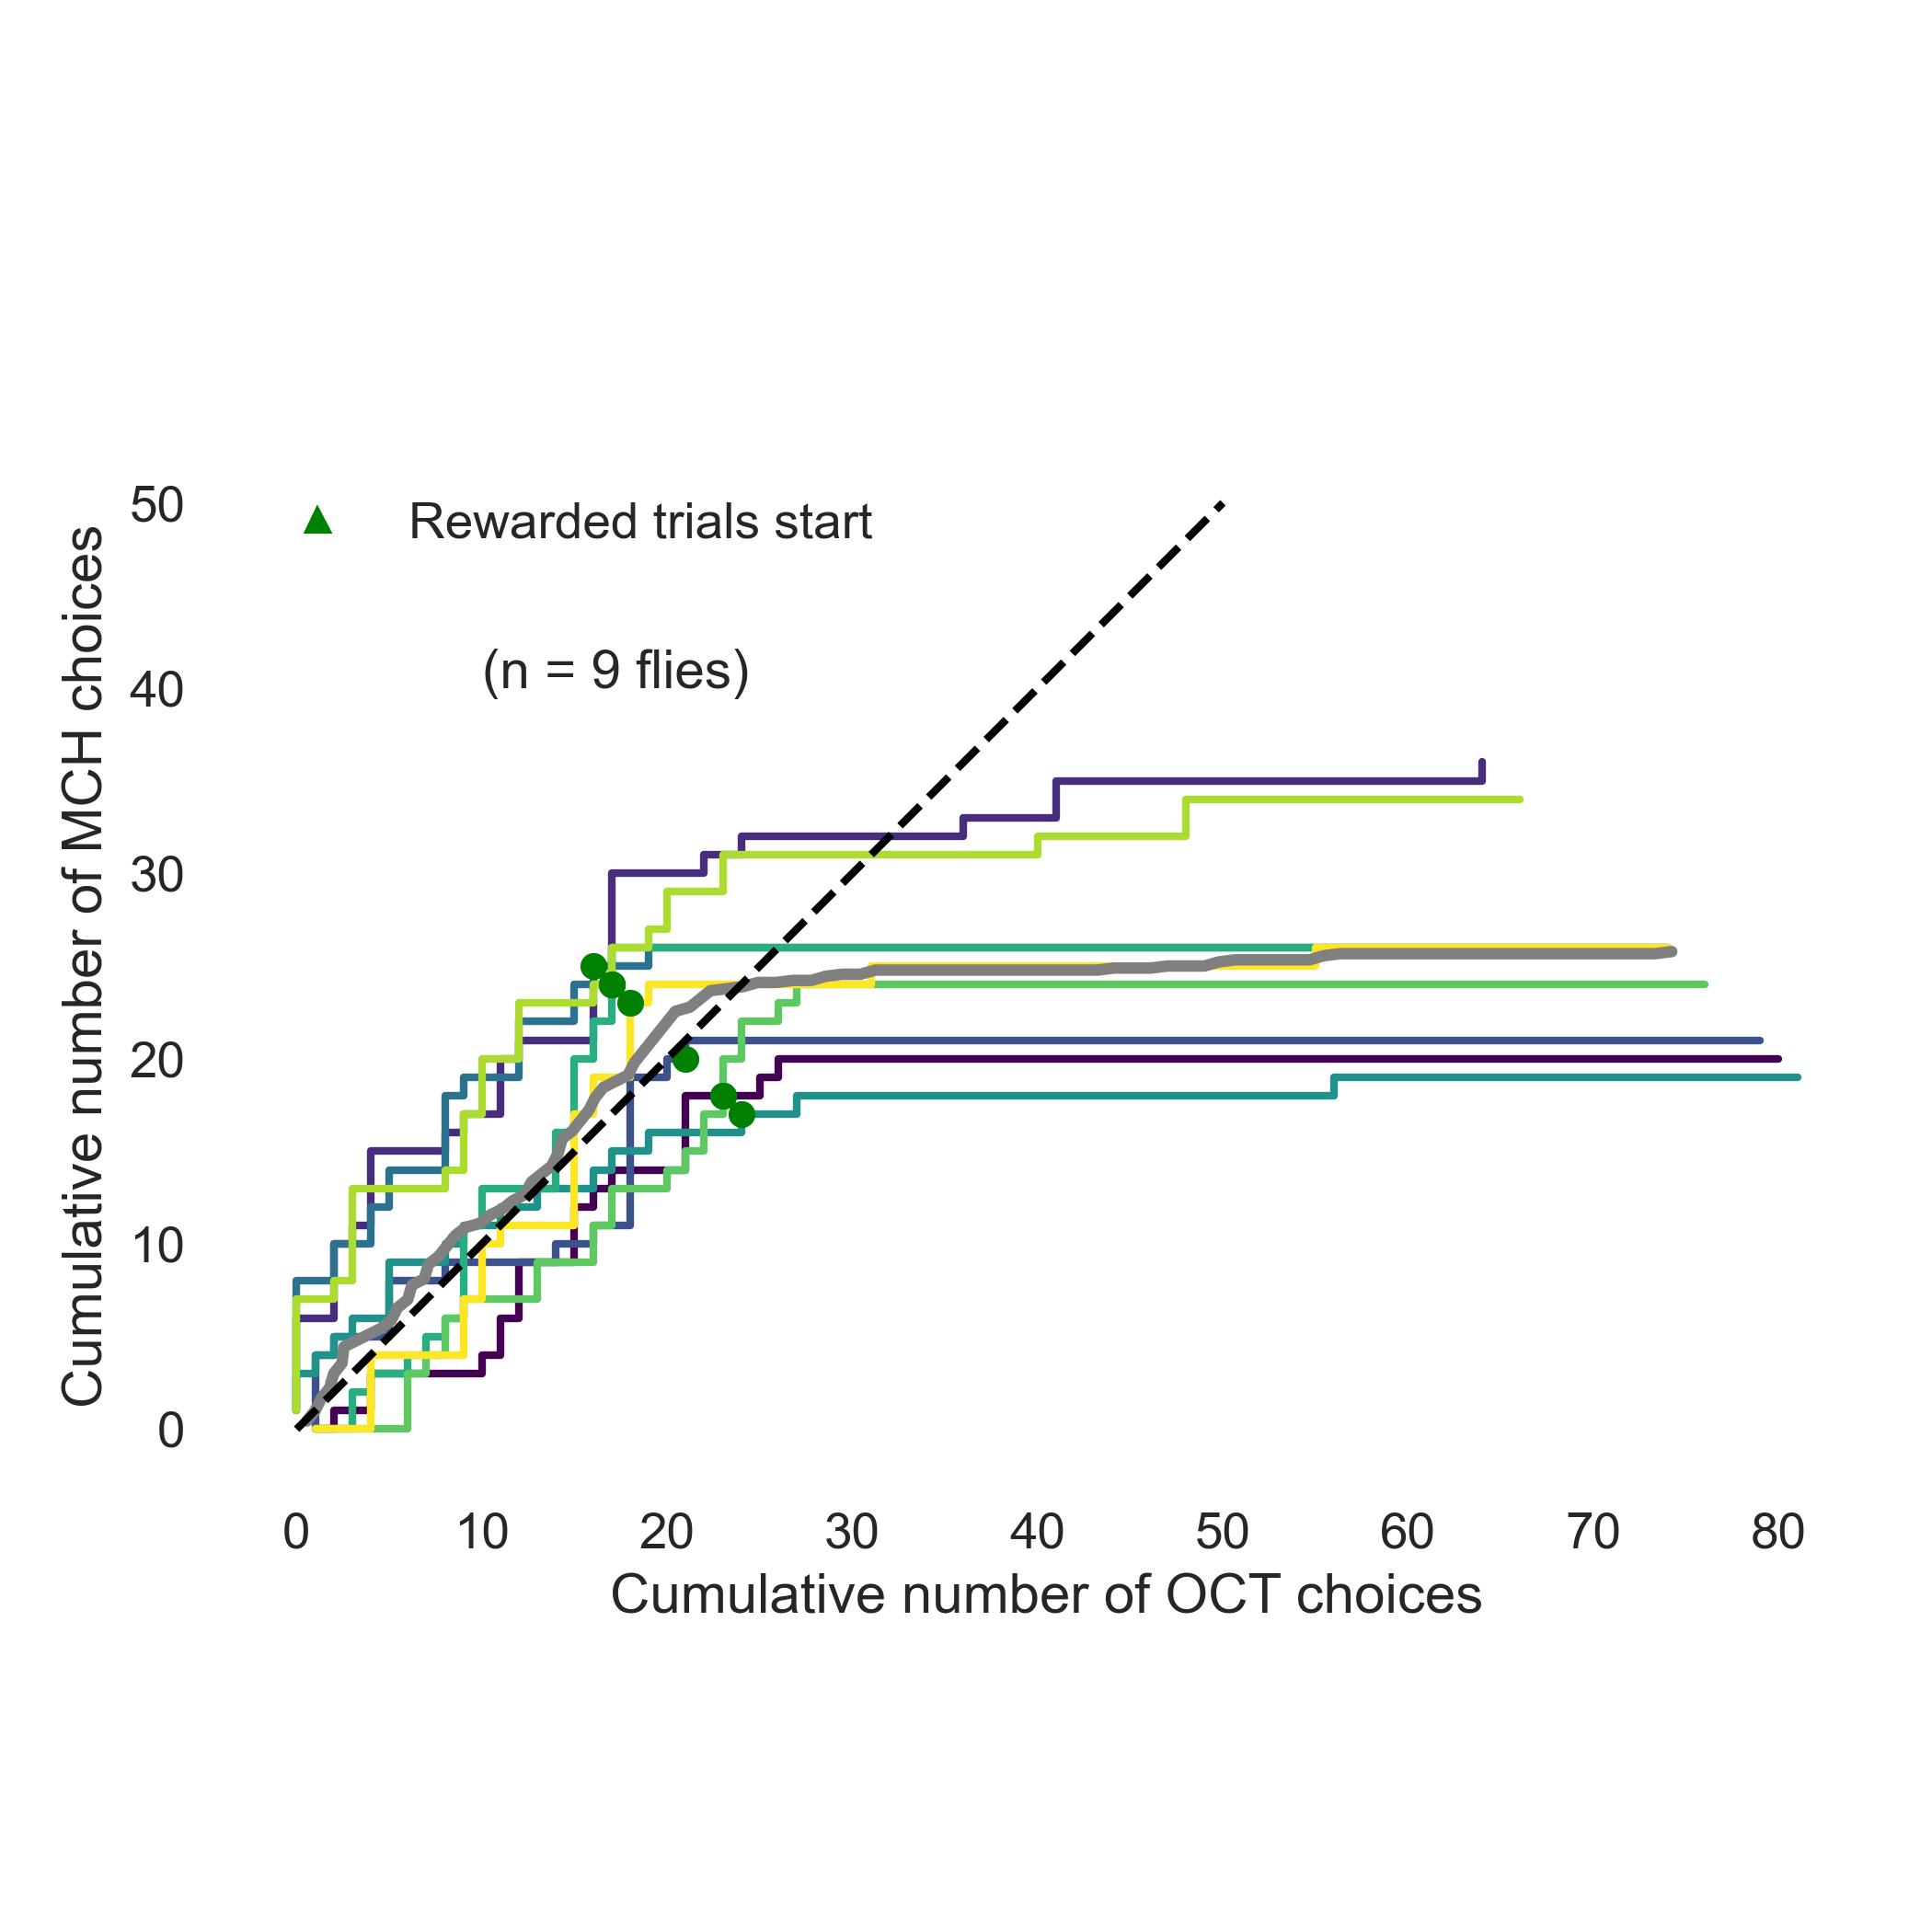 50
Rewarded trials start
(n = 9 flies)
40
30
20
10
0
Cumulative number of MCH choices
0 10 20 30 40 50 60 70 80
Cumulative number of OCT choices